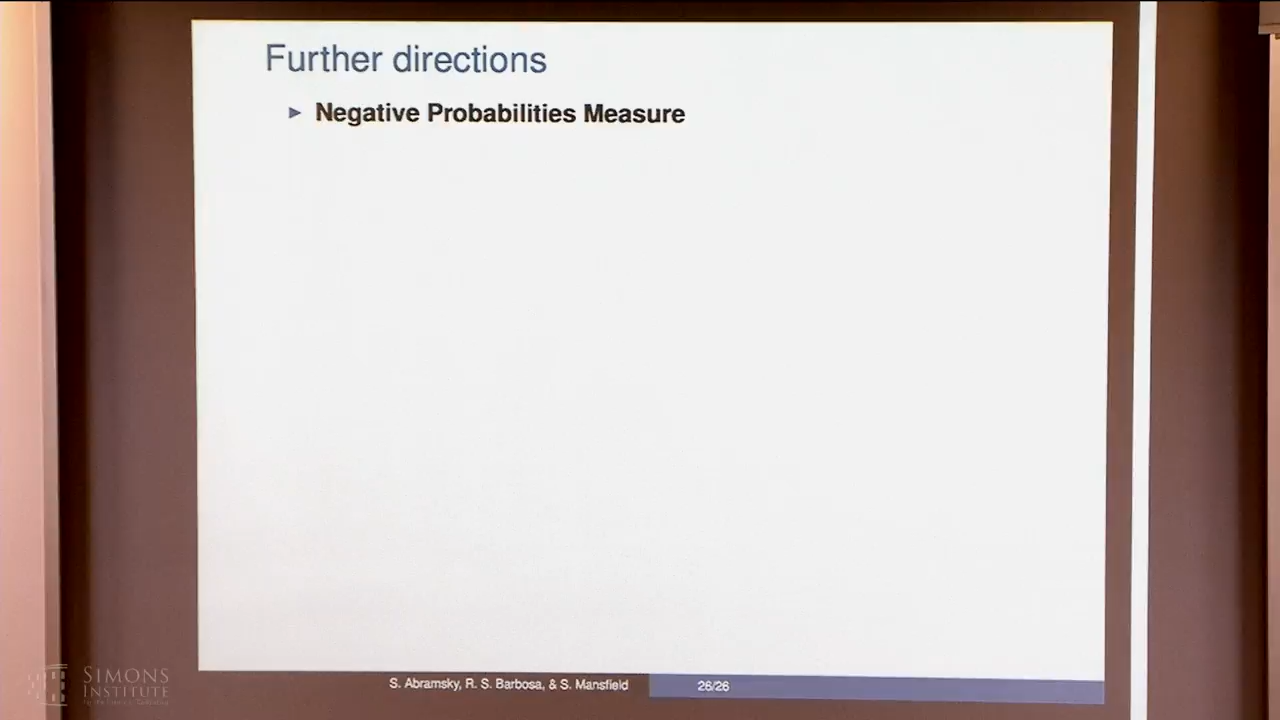 Further directions
Negative Probabilities Measure
S. Abramsky, R. S. Barbosa, & S. Mansfield 26/26
SIMONS
INSTITUTE